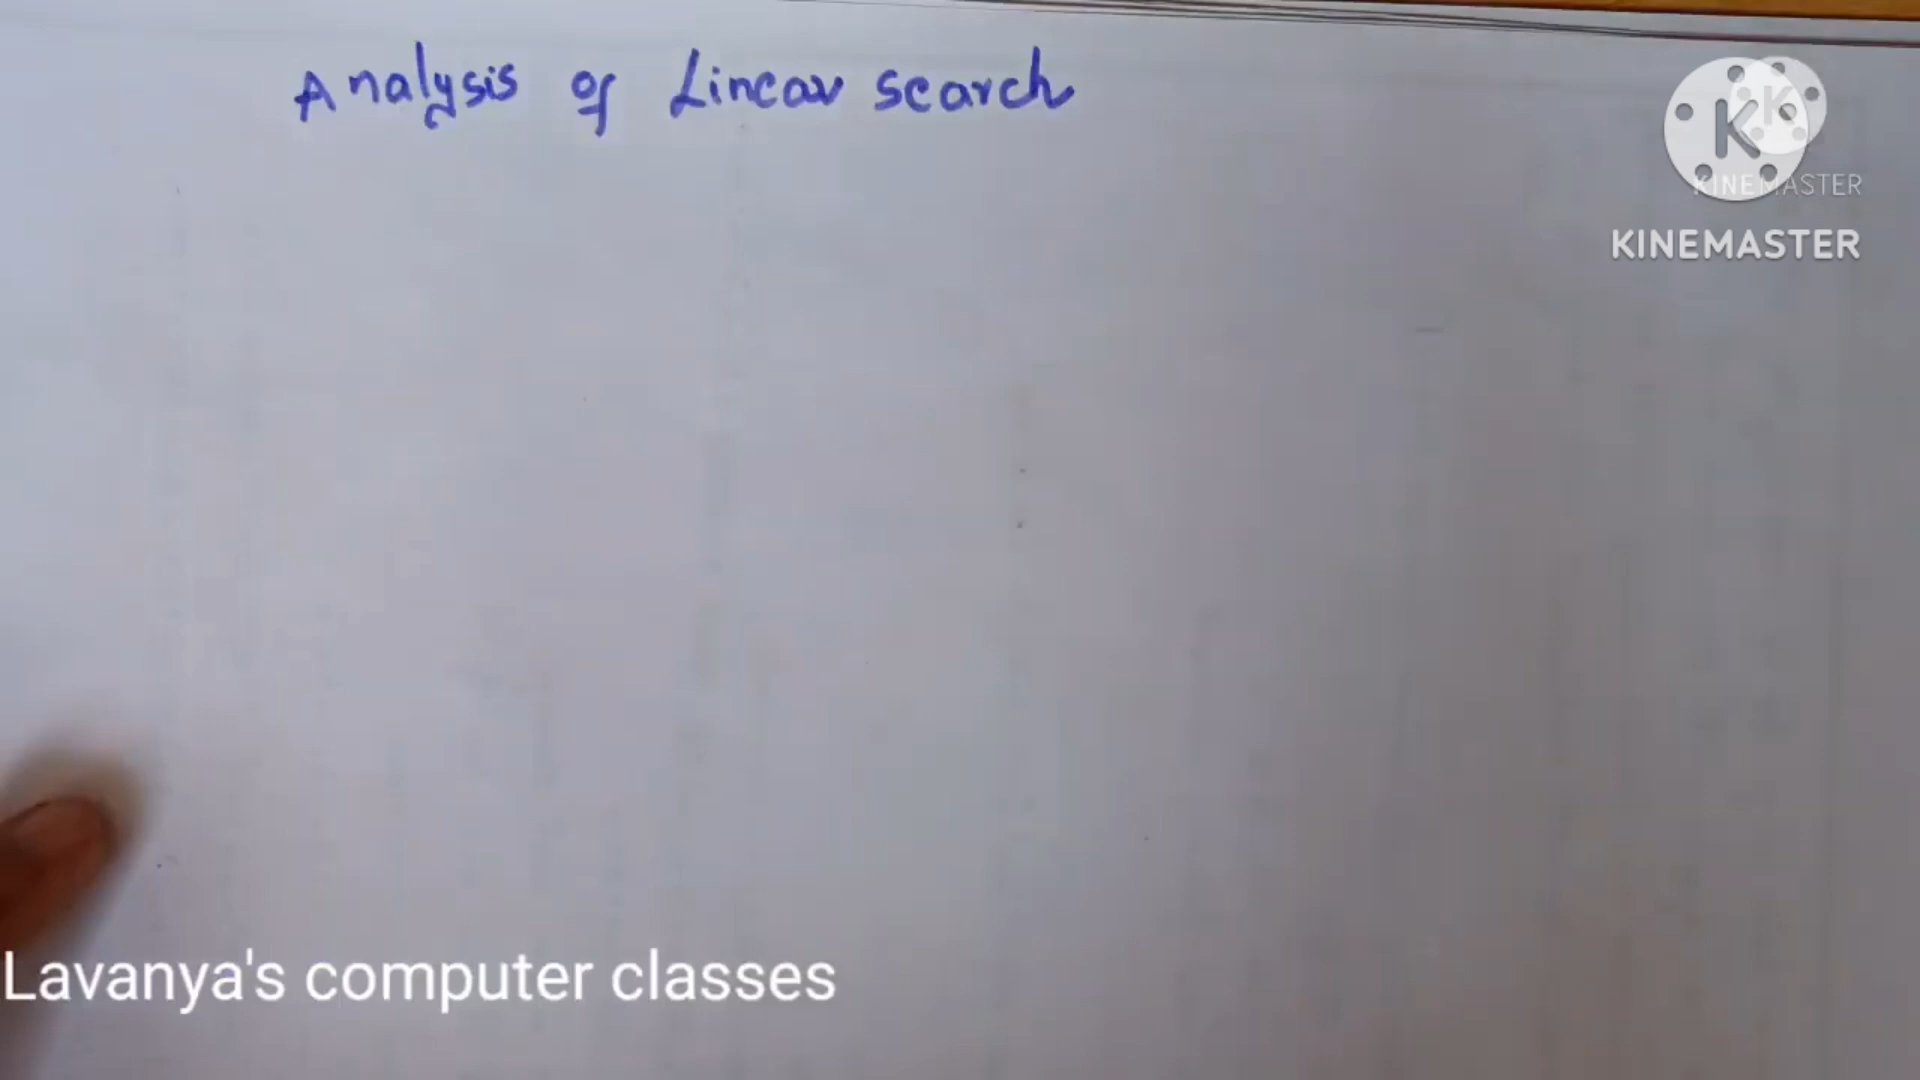 Analysis of Linear search
KINEMASTER
KINEMASTER
Lavanya's computer classes